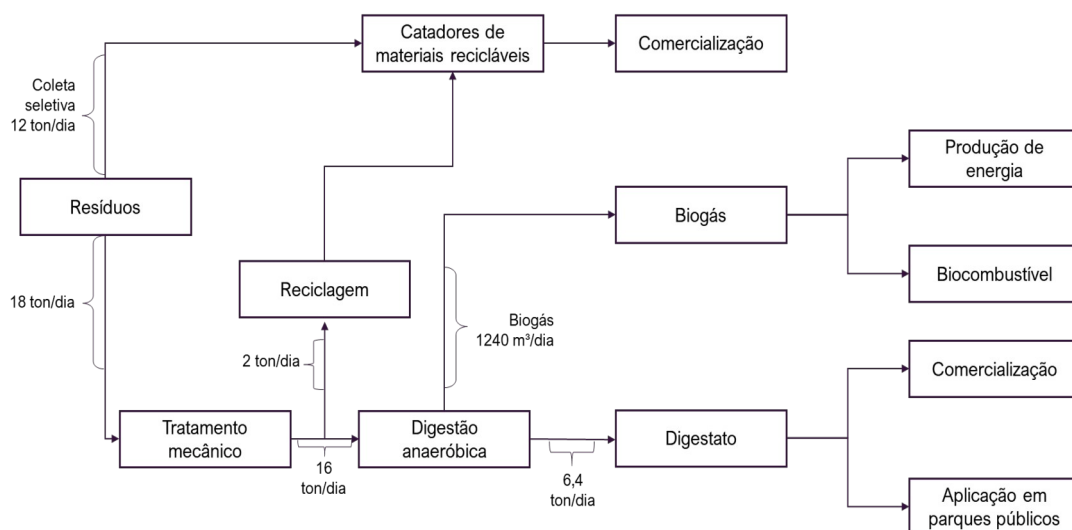 Catadores de
materiais recicláveis
Comercialização
Coleta
seletiva
12 ton/dia
Produção de
energia
Resíduos
Biogás
Biocombustível
18 ton/dia
Reciclagem
Biogás
1240 m³/dia
2 ton/dia
Comercialização
Tratamento
mecânico
Digestão
anaeróbica
Digestato
16
ton/dia
6,4
ton/dia
Aplicação em
parques públicos